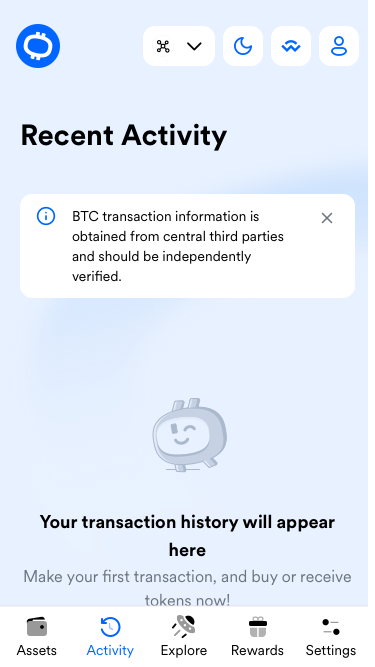 Recent Activity
BTC transaction information is
obtained from central third parties
and should be independently
verified.
Your transaction history will appear
here
Make your first transaction, and buy or receive
tokens now!
Assets
Activity
Explore
Rewards
Settings